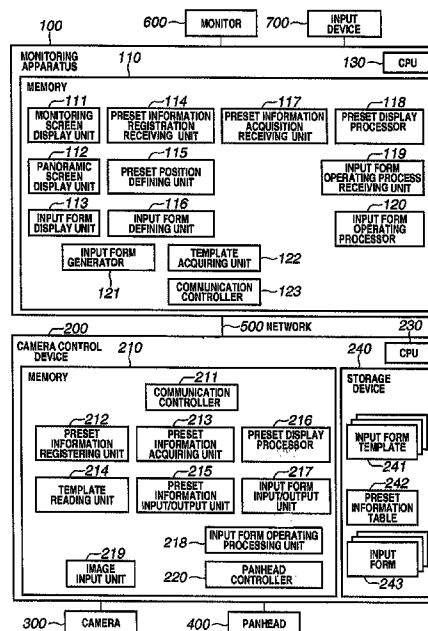 600 MONITOR
700 INPUT DEVICE
100
MONITORING APPARATUS
110
130 CPU
MEMORY
111
MONITORING SCREEN DISPLAY UNIT
114
PRESET INFORMATION REGISTRATION RECEIVING UNIT
117
PRESET INFORMATION ACQUISITION RECEIVING UNIT
118
PRESET DISPLAY PROCESSOR
112
PANORAMIC SCREEN DISPLAY UNIT
115
PRESET POSITION DEFINING UNIT
119
INPUT FORM OPERATING PROCESS RECEIVING UNIT
113
INPUT FORM DISPLAY UNIT
116
INPUT FORM DEFINING UNIT
120
INPUT FORM OPERATING PROCESSOR
INPUT FORM GENERATOR
121
TEMPLATE ACQUIRING UNIT
122
COMMUNICATION CONTROLLER
123
200
500 NETWORK
230
CAMERA CONTROL DEVICE
210
240
CPU
MEMORY
211
COMMUNICATION CONTROLLER
STORAGE DEVICE
212
PRESET INFORMATION REGISTERING UNIT
213
PRESET INFORMATION ACQUIRING UNIT
216
PRESET DISPLAY PROCESSOR
INPUT FORM TEMPLATE
241
214
TEMPLATE READING UNIT
215
PRESET INFORMATION INPUT/OUTPUT UNIT
217
INPUT FORM INPUT/OUTPUT UNIT
242
PRESET INFORMATION TABLE
218
INPUT FORM OPERATING PROCESSING UNIT
219
IMAGE INPUT UNIT
220
PANHEAD CONTROLLER
INPUT FORM
243
300 CAMERA
400 PANHEAD